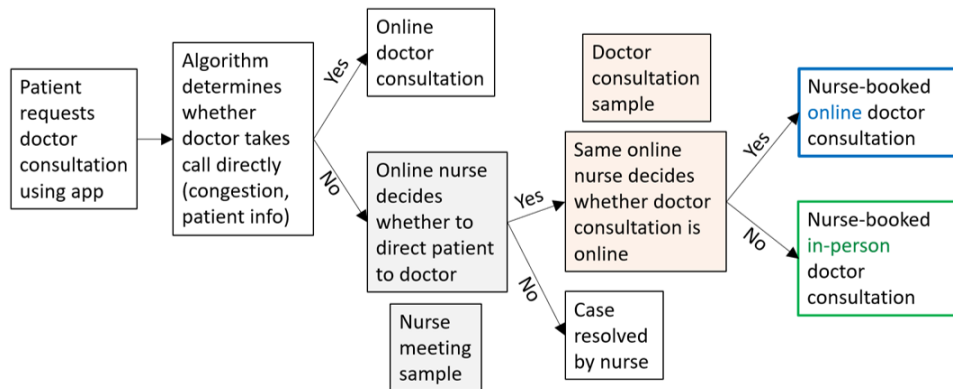 Patient
requests
doctor
consultation
using app
Algorithm
determines
whether
doctor takes
call directly
(congestion,
patient info)
Yes
No
Online
doctor
consultation
Online nurse
decides
whether to
direct patient
to doctor
Nurse
meeting
sample
Yes
No
Doctor
consultation
sample
Same online
nurse decides
whether doctor
consultation is
online
Case
resolved
by nurse
Yes
No
Nurse-booked
online doctor
consultation
Nurse-booked
in-person
doctor
consultation